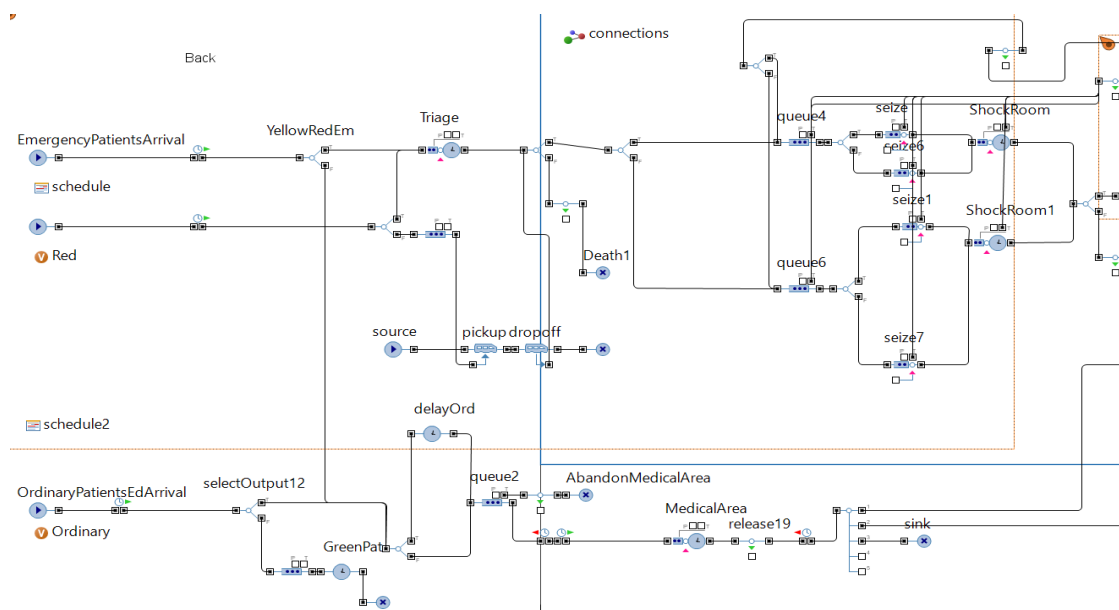 connections
Back
queue4
seize
ShockRoom
Triage
YellowRedEm
EmergencyPatientsArrival
seize6
schedule
seize1
ShockRoom1
Red
Death1
queue6
source
pickup
dropoff
seize7
delayOrd
schedule2
queue2
AbandonMedicalArea
selectOutput12
OrdinaryPatientsEdArrival
MedicalArea
release19
sink
Ordinary
GreenPat